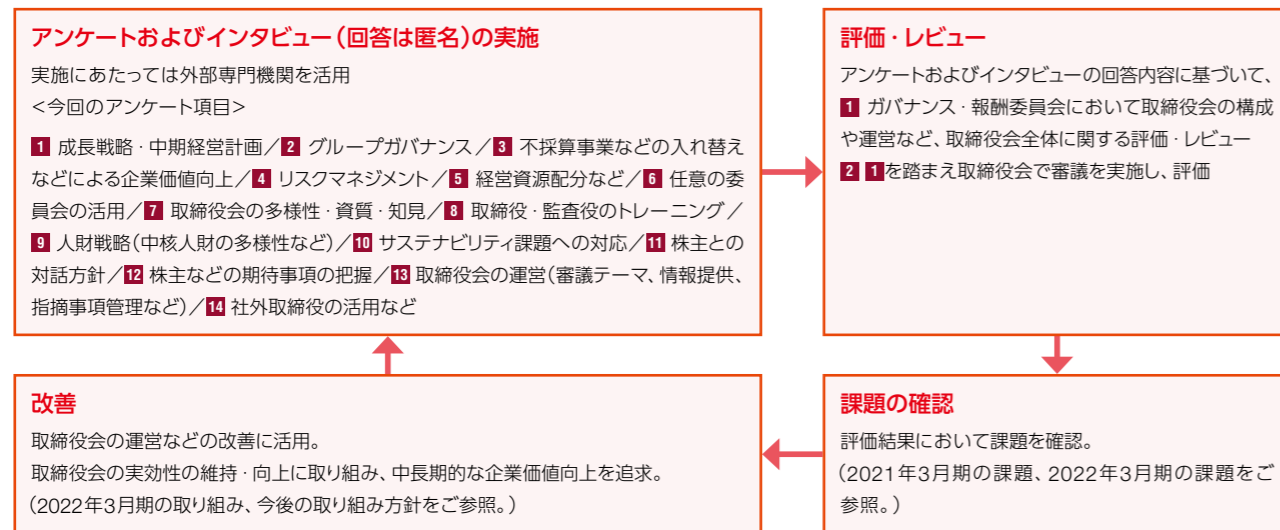 アンケートおよびインタビュー（回答は匿名）の実施
実施にあたっては外部専門機関を活用
＜今回のアンケート項目＞
1 成長戦略・中期経営計画／2 グループガバナンス／3 不採算事業などの入れ替え
などによる企業価値向上／4 リスクマネジメント／5 経営資源配分など／6 任意の委
員会の活用／7 取締役会の多様性・資質・知見／8 取締役・監査役のトレーニング／
9 人財戦略（中核人財の多様性など）／10 サステナビリティ課題への対応／11 株主との
対話方針／12 株主などの期待事項の把握／13 取締役会の運営（審議テーマ、情報提供、
指摘事項管理など）／14 社外取締役の活用など
評価・レビュー
アンケートおよびインタビューの回答内容に基づいて、
1 ガバナンス・報酬委員会において取締役会の構成
や運営など、取締役会全体に関する評価・レビュー
2 1を踏まえ取締役会で審議を実施し、評価
課題の確認
評価結果において課題を確認。
（2021年3月期の課題、2022年3月期の課題をご
参照。）
改善
取締役会の運営などの改善に活用。
取締役会の実効性の維持・向上に取り組み、中長期的な企業価値向上を追求。
（2022年3月期の取り組み、今後の取り組み方針をご参照。）